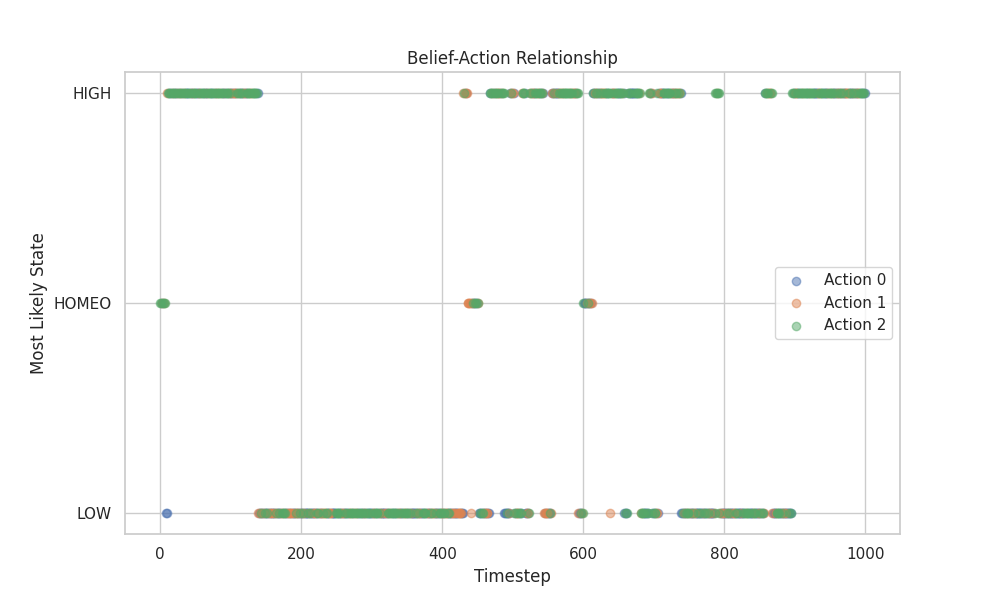 Belief-Action Relationship
Most Likely State
HIGH
HOMEO
LOW
Action 0
Action 1
Action 2
0
200
400
600
800
1000
Timestep